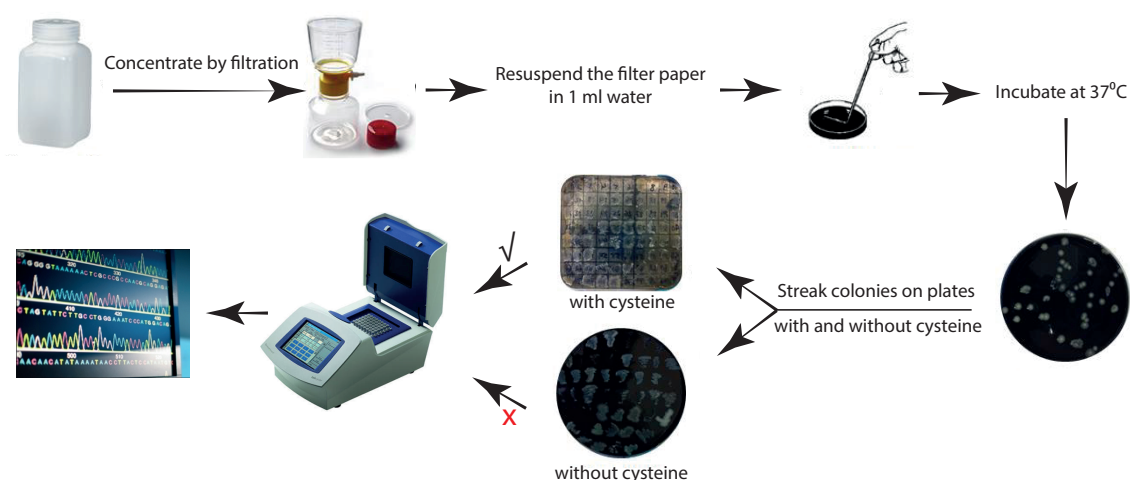 Concentrate by filtration
Resuspend the filter paper
in 1 ml water
Incubate at 37⁰C
Streak colonies on plates
with and without cysteine
with cysteine
without cysteine
√
X